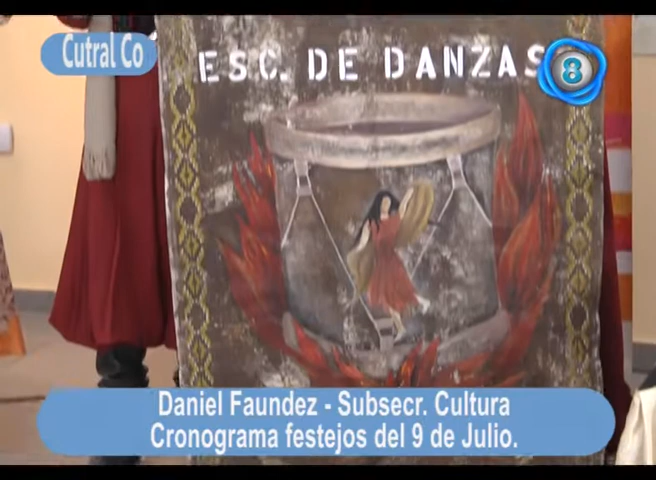 Cutral Co
ESC. DE DANZAS
8
Daniel Faundez - Subsecr. Cultura
Cronograma festejos del 9 de Julio.